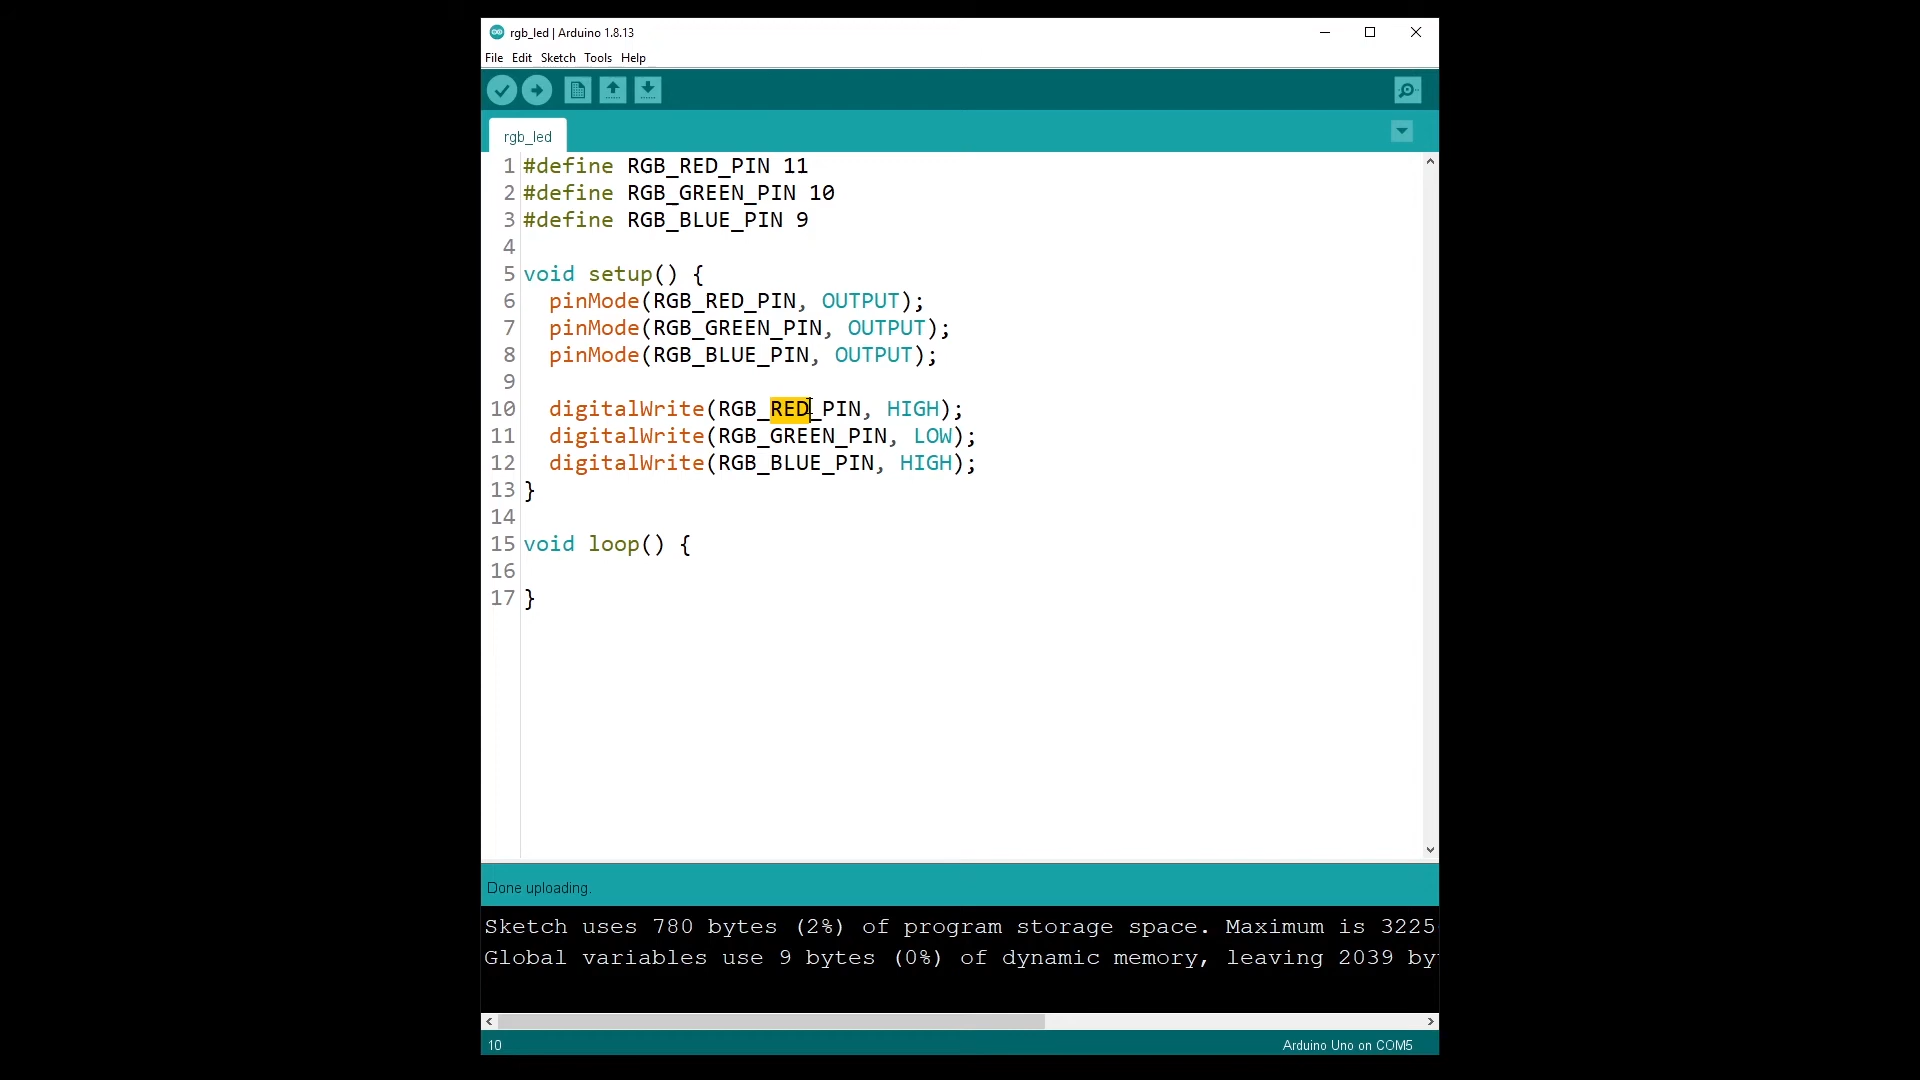 rgb_led | Arduino 1.8.13
File Edit Sketch Tools Help
rgb_led
1 #define RGB_RED_PIN 11
2 #define RGB_GREEN_PIN 10
3 #define RGB_BLUE_PIN 9
4
5 void setup() {
6 pinMode(RGB_RED_PIN, OUTPUT);
7 pinMode(RGB_GREEN_PIN, OUTPUT);
8 pinMode(RGB_BLUE_PIN, OUTPUT);
9
10 digitalWrite(RGB_RED_PIN, HIGH);
11 digitalWrite(RGB_GREEN_PIN, LOW);
12 digitalWrite(RGB_BLUE_PIN, HIGH);
13 }
14
15 void loop() {
16
17 }
Done uploading.
Sketch uses 780 bytes (2%) of program storage space. Maximum is 3225
Global variables use 9 bytes (0%) of dynamic memory, leaving 2039 by
10
Arduino Uno on COM5